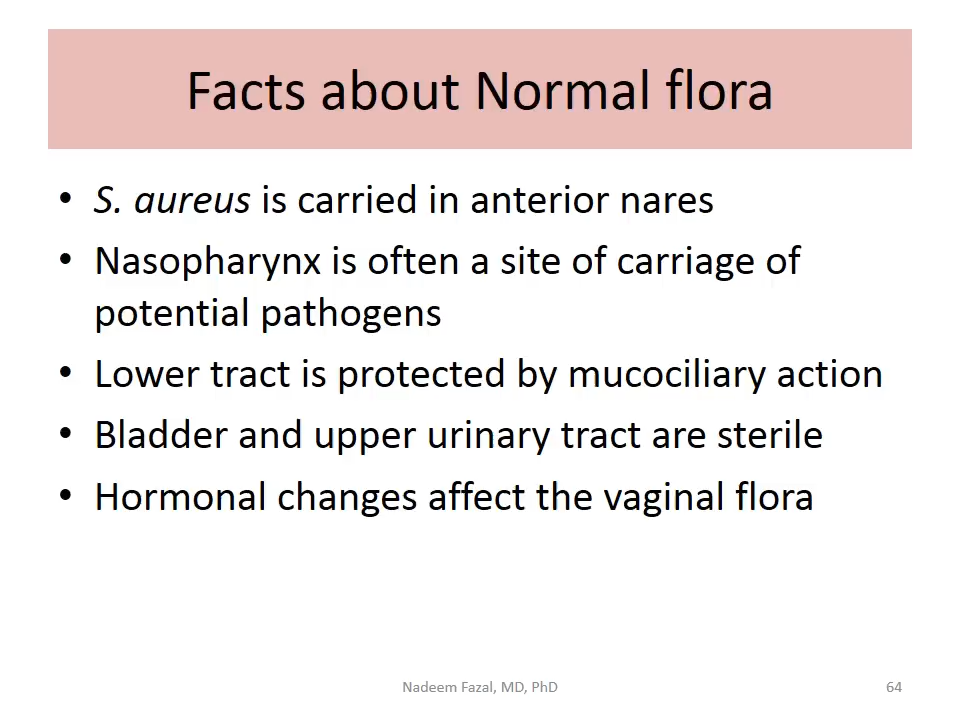 Facts about Normal flora
• S. aureus is carried in anterior nares
• Nasopharynx is often a site of carriage of
potential pathogens
• Lower tract is protected by mucociliary action
• Bladder and upper urinary tract are sterile
• Hormonal changes affect the vaginal flora
Nadeem Fazal, MD, PhD
64